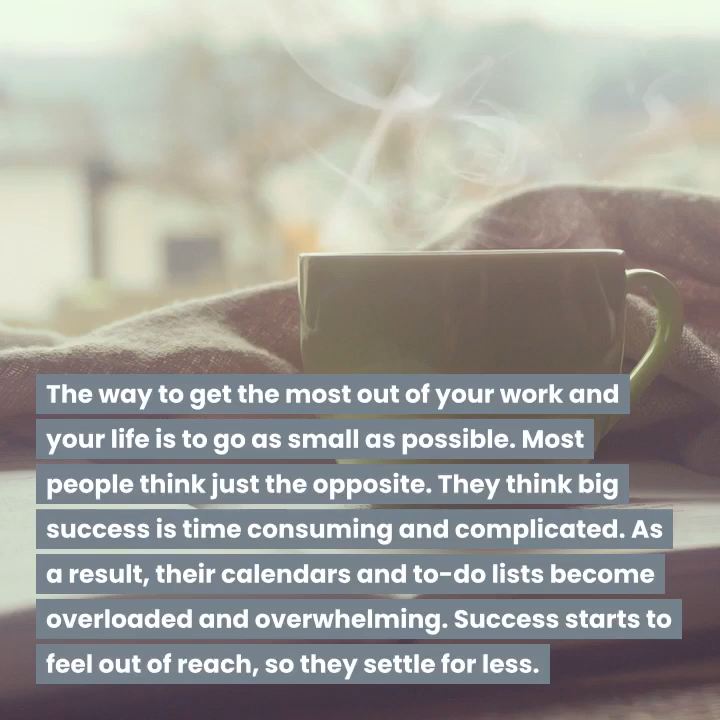 The way to get the most out of your work and
your life is to go as small as possible. Most
people think just the opposite. They think big
success is time consuming and complicated. As
a result, their calendars and to-do lists become
overloaded and overwhelming. Success starts to
feel out of reach, so they settle for less.